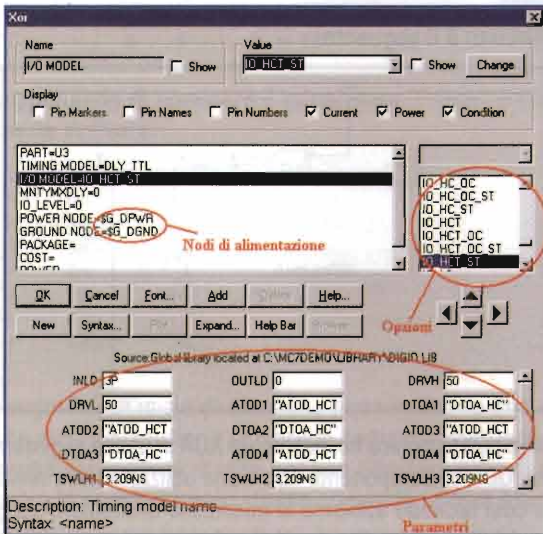 Xor
Name
I/O MODEL
Show
Value
IO_HCT_ST
Show
Change
Display
Pin Markers
Pin Names
Pin Numbers
Current
Power
Condition
PART=U3
TIMING MODEL=DLY_TTL
I/O MODEL=IO_HCT_ST
MNTYMXDLY=0
IO_LEVEL=0
POWER NODE=$G_DPWR
GROUND NODE=$G_DGND
PACKAGE=
COST=
POWER
Nodi di alimentazione
IO_HC_OC
IO_HC_OC_ST
IO_HC_ST
IO_HCT
IO_HCT_OC
IO_HCT_OC_ST
IO_HCT_ST
Opzioni
OK
Cancel
Font...
Add
Help...
New
Syntax...
Expand...
Help Bar
Source:Global library located at C:\MC7DEMO\LIBRARY\DIGIO.LIB
INLD 3P
OUTLD 0
DRVH 50
DRVL 50
ATOD1 "ATOD_HCT
DTOA1 "DTOA_HC"
ATOD2 "ATOD_HCT
DTOA2 "DTOA_HC"
ATOD3 "ATOD_HCT
DTOA3 "DTOA_HC"
ATOD4 "ATOD_HCT
DTOA4 "DTOA_HC"
TSWLH1 3.209NS
TSWLH2 3.209NS
TSWLH3 3.209NS
Description: Timing model name
Syntax: <name>
Parametri